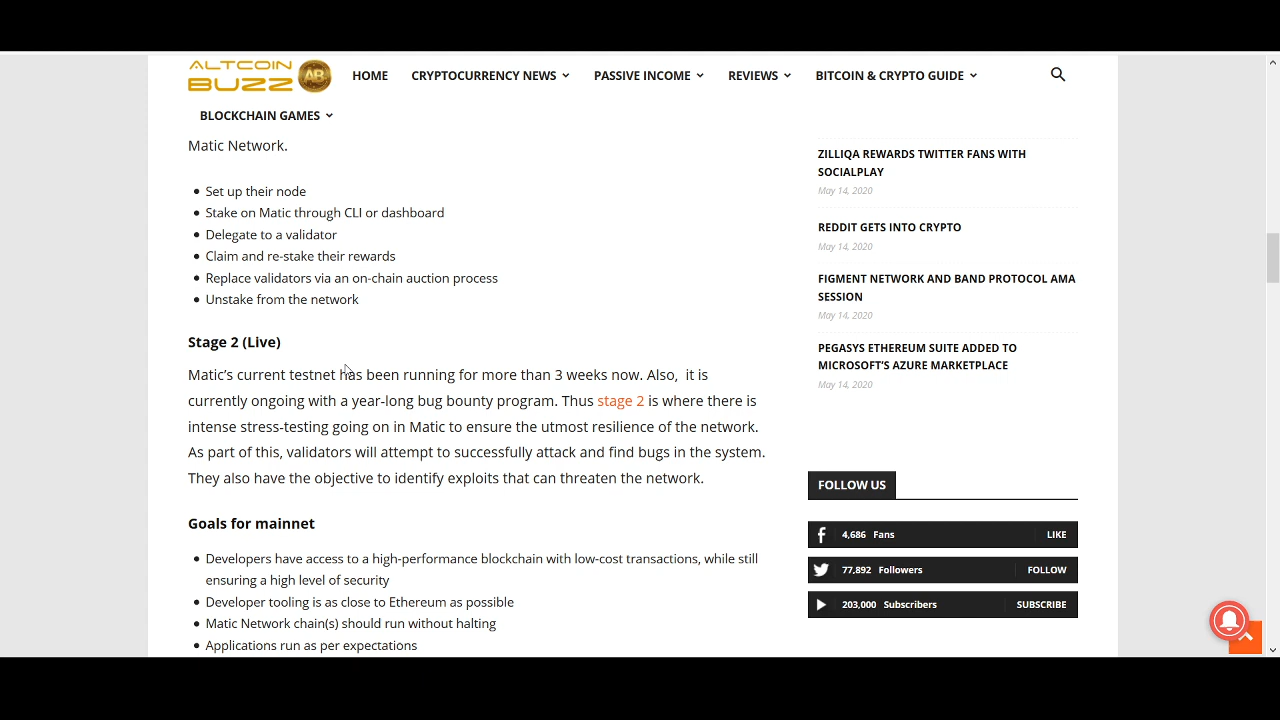 ALTCOIN
BUZZ
AB
HOME
CRYPTOCURRENCY NEWS
PASSIVE INCOME
REVIEWS
BITCOIN & CRYPTO GUIDE
BLOCKCHAIN GAMES
Matic Network.
Set up their node
Stake on Matic through CLI or dashboard
Delegate to a validator
Claim and re-stake their rewards
Replace validators via an on-chain auction process
Unstake from the network
Stage 2 (Live)
Matic’s current testnet has been running for more than 3 weeks now. Also, it is
currently ongoing with a year-long bug bounty program. Thus stage 2 is where there is
intense stress-testing going on in Matic to ensure the utmost resilience of the network.
As part of this, validators will attempt to successfully attack and find bugs in the system.
They also have the objective to identify exploits that can threaten the network.
Goals for mainnet
Developers have access to a high-performance blockchain with low-cost transactions, while still
ensuring a high level of security
Developer tooling is as close to Ethereum as possible
Matic Network chain(s) should run without halting
Applications run as per expectations
ZILLIQA REWARDS TWITTER FANS WITH
SOCIALPLAY
May 14, 2020
REDDIT GETS INTO CRYPTO
May 14, 2020
FIGMENT NETWORK AND BAND PROTOCOL AMA
SESSION
May 14, 2020
PEGASYS ETHEREUM SUITE ADDED TO
MICROSOFT’S AZURE MARKETPLACE
May 14, 2020
FOLLOW US
4,686 Fans LIKE
77,892 Followers FOLLOW
203,000 Subscribers SUBSCRIBE